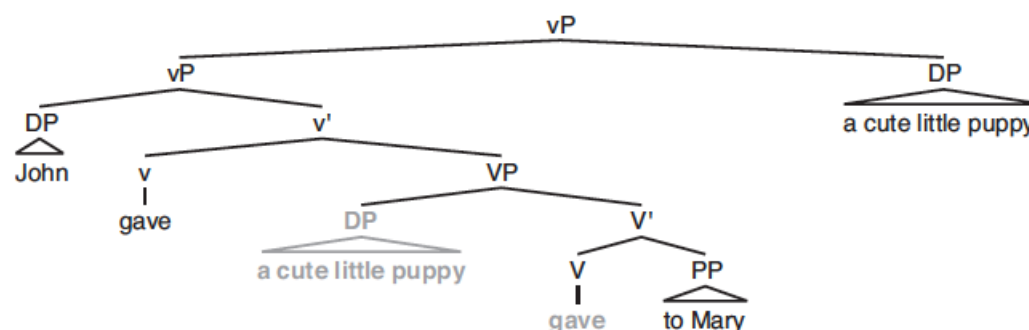 vP
vP DP
DP v' a cute little puppy
John v VP
gave DP V'
a cute little puppy V PP
gave to Mary